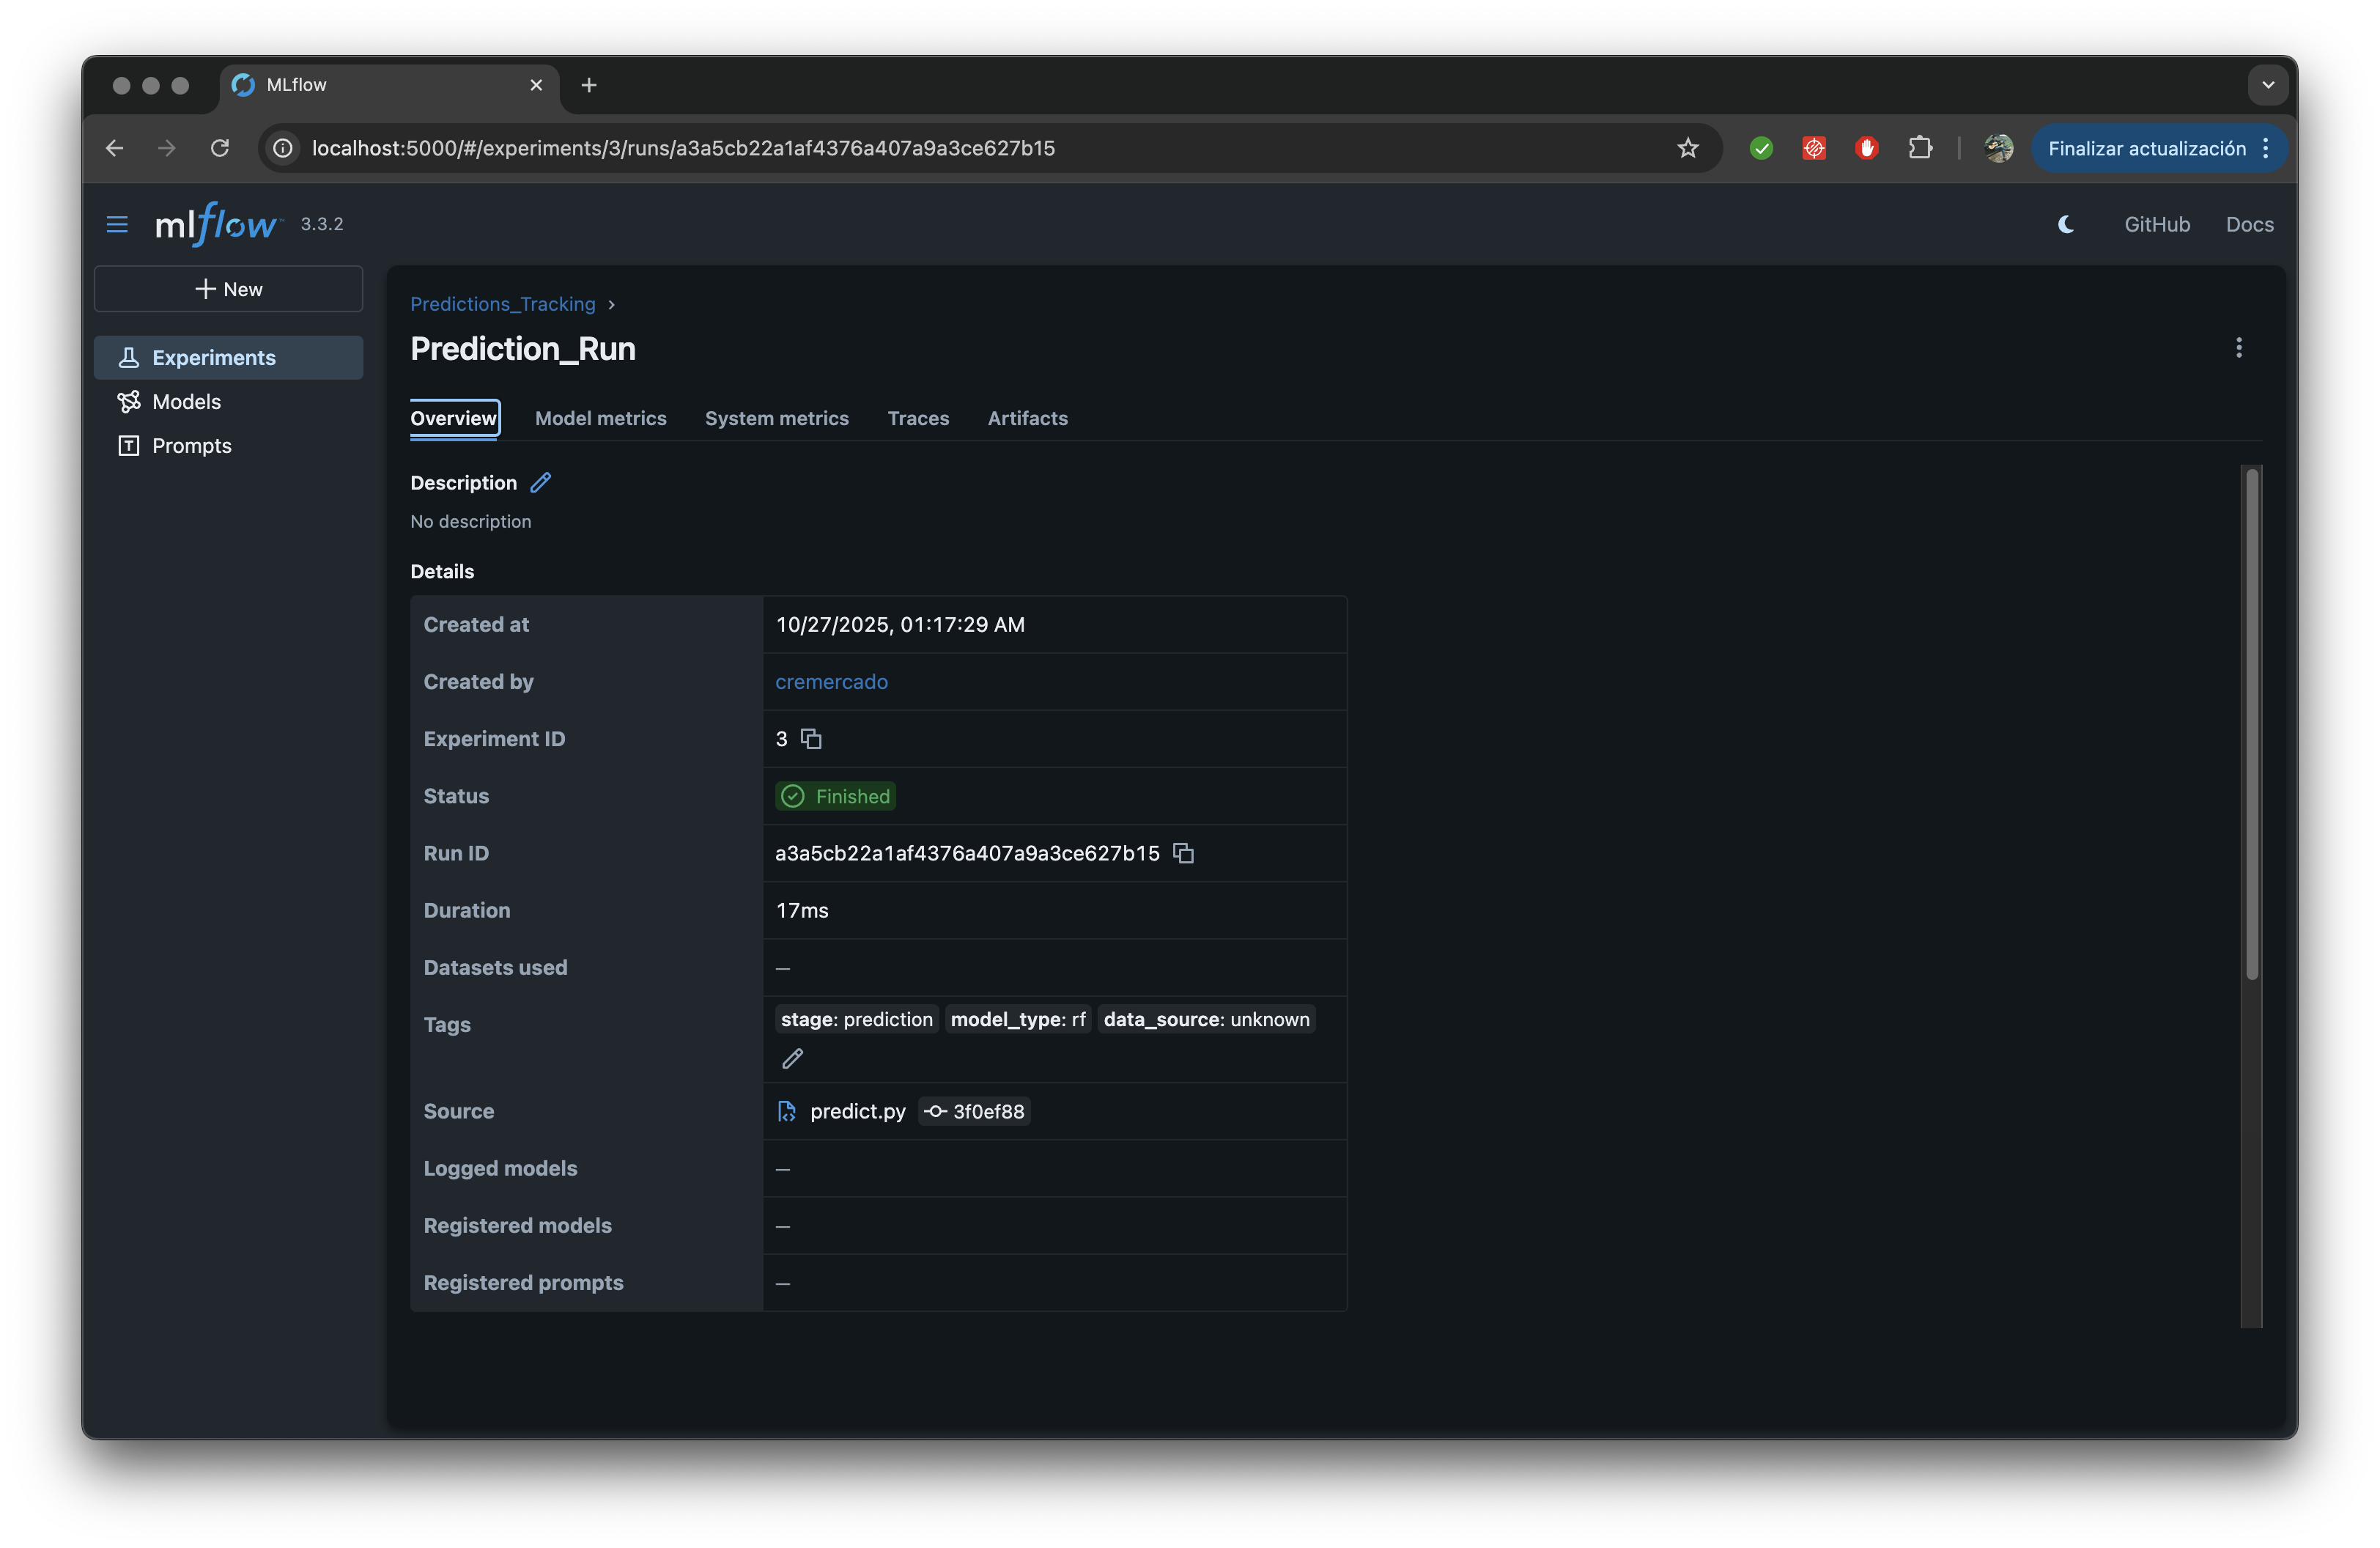 MLflow
localhost:5000/#/experiments/3/runs/a3a5cb22a1af4376a407a9a3ce627b15
Finalizar actualización
mlflow™ 3.3.2
GitHub Docs
New
Experiments
Models
Prompts
Predictions_Tracking
Prediction_Run
Overview Model metrics System metrics Traces Artifacts
Description
No description
Details
Created at 10/27/2025, 01:17:29 AM
Created by cremercado
Experiment ID 3
Status Finished
Run ID a3a5cb22a1af4376a407a9a3ce627b15
Duration 17ms
Datasets used —
Tags stage: prediction model_type: rf data_source: unknown
Source predict.py 3f0ef88
Logged models —
Registered models —
Registered prompts —